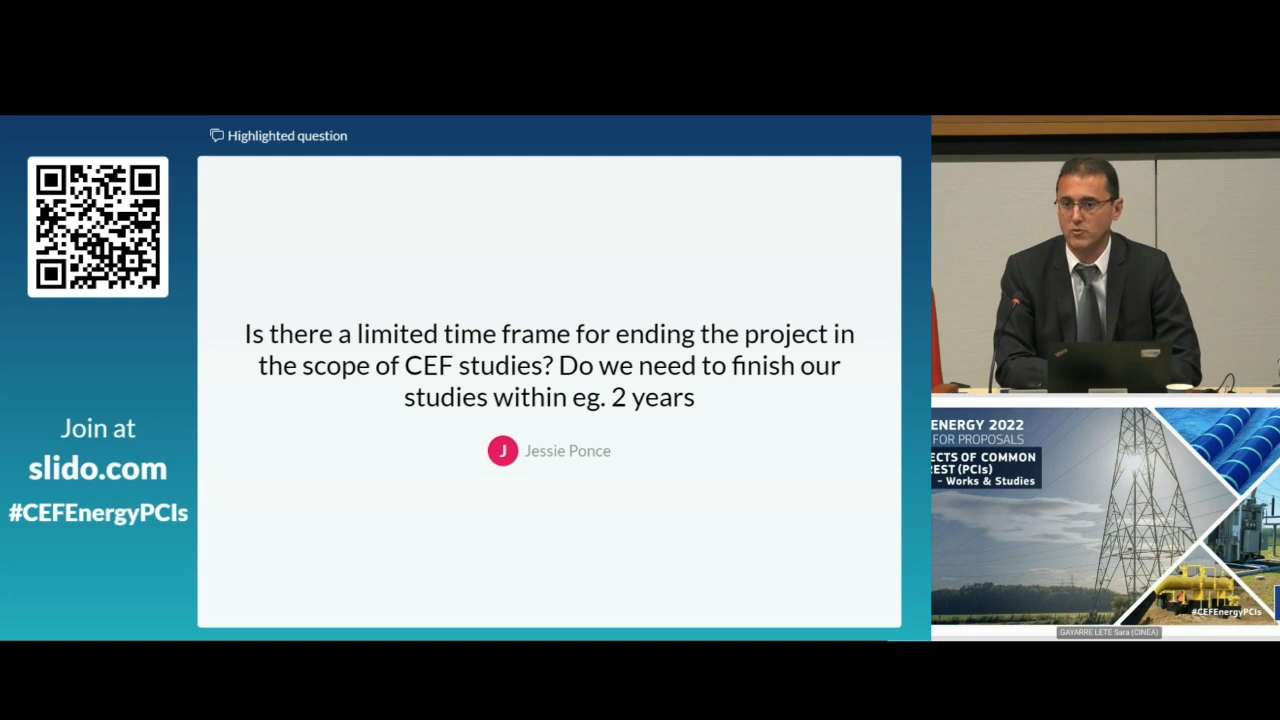 Highlighted question
Is there a limited time frame for ending the project in
the scope of CEF studies? Do we need to finish our
studies within eg. 2 years
J
Jessie Ponce
Join at
slido.com
#CEFEnergyPCIs
ENERGY 2022
FOR PROPOSALS
ECTS OF COMMON
EST (PCIs)
- Works & Studies
#CEFEnergyPCIs
GAYARRE LETE Sara (CINEA)